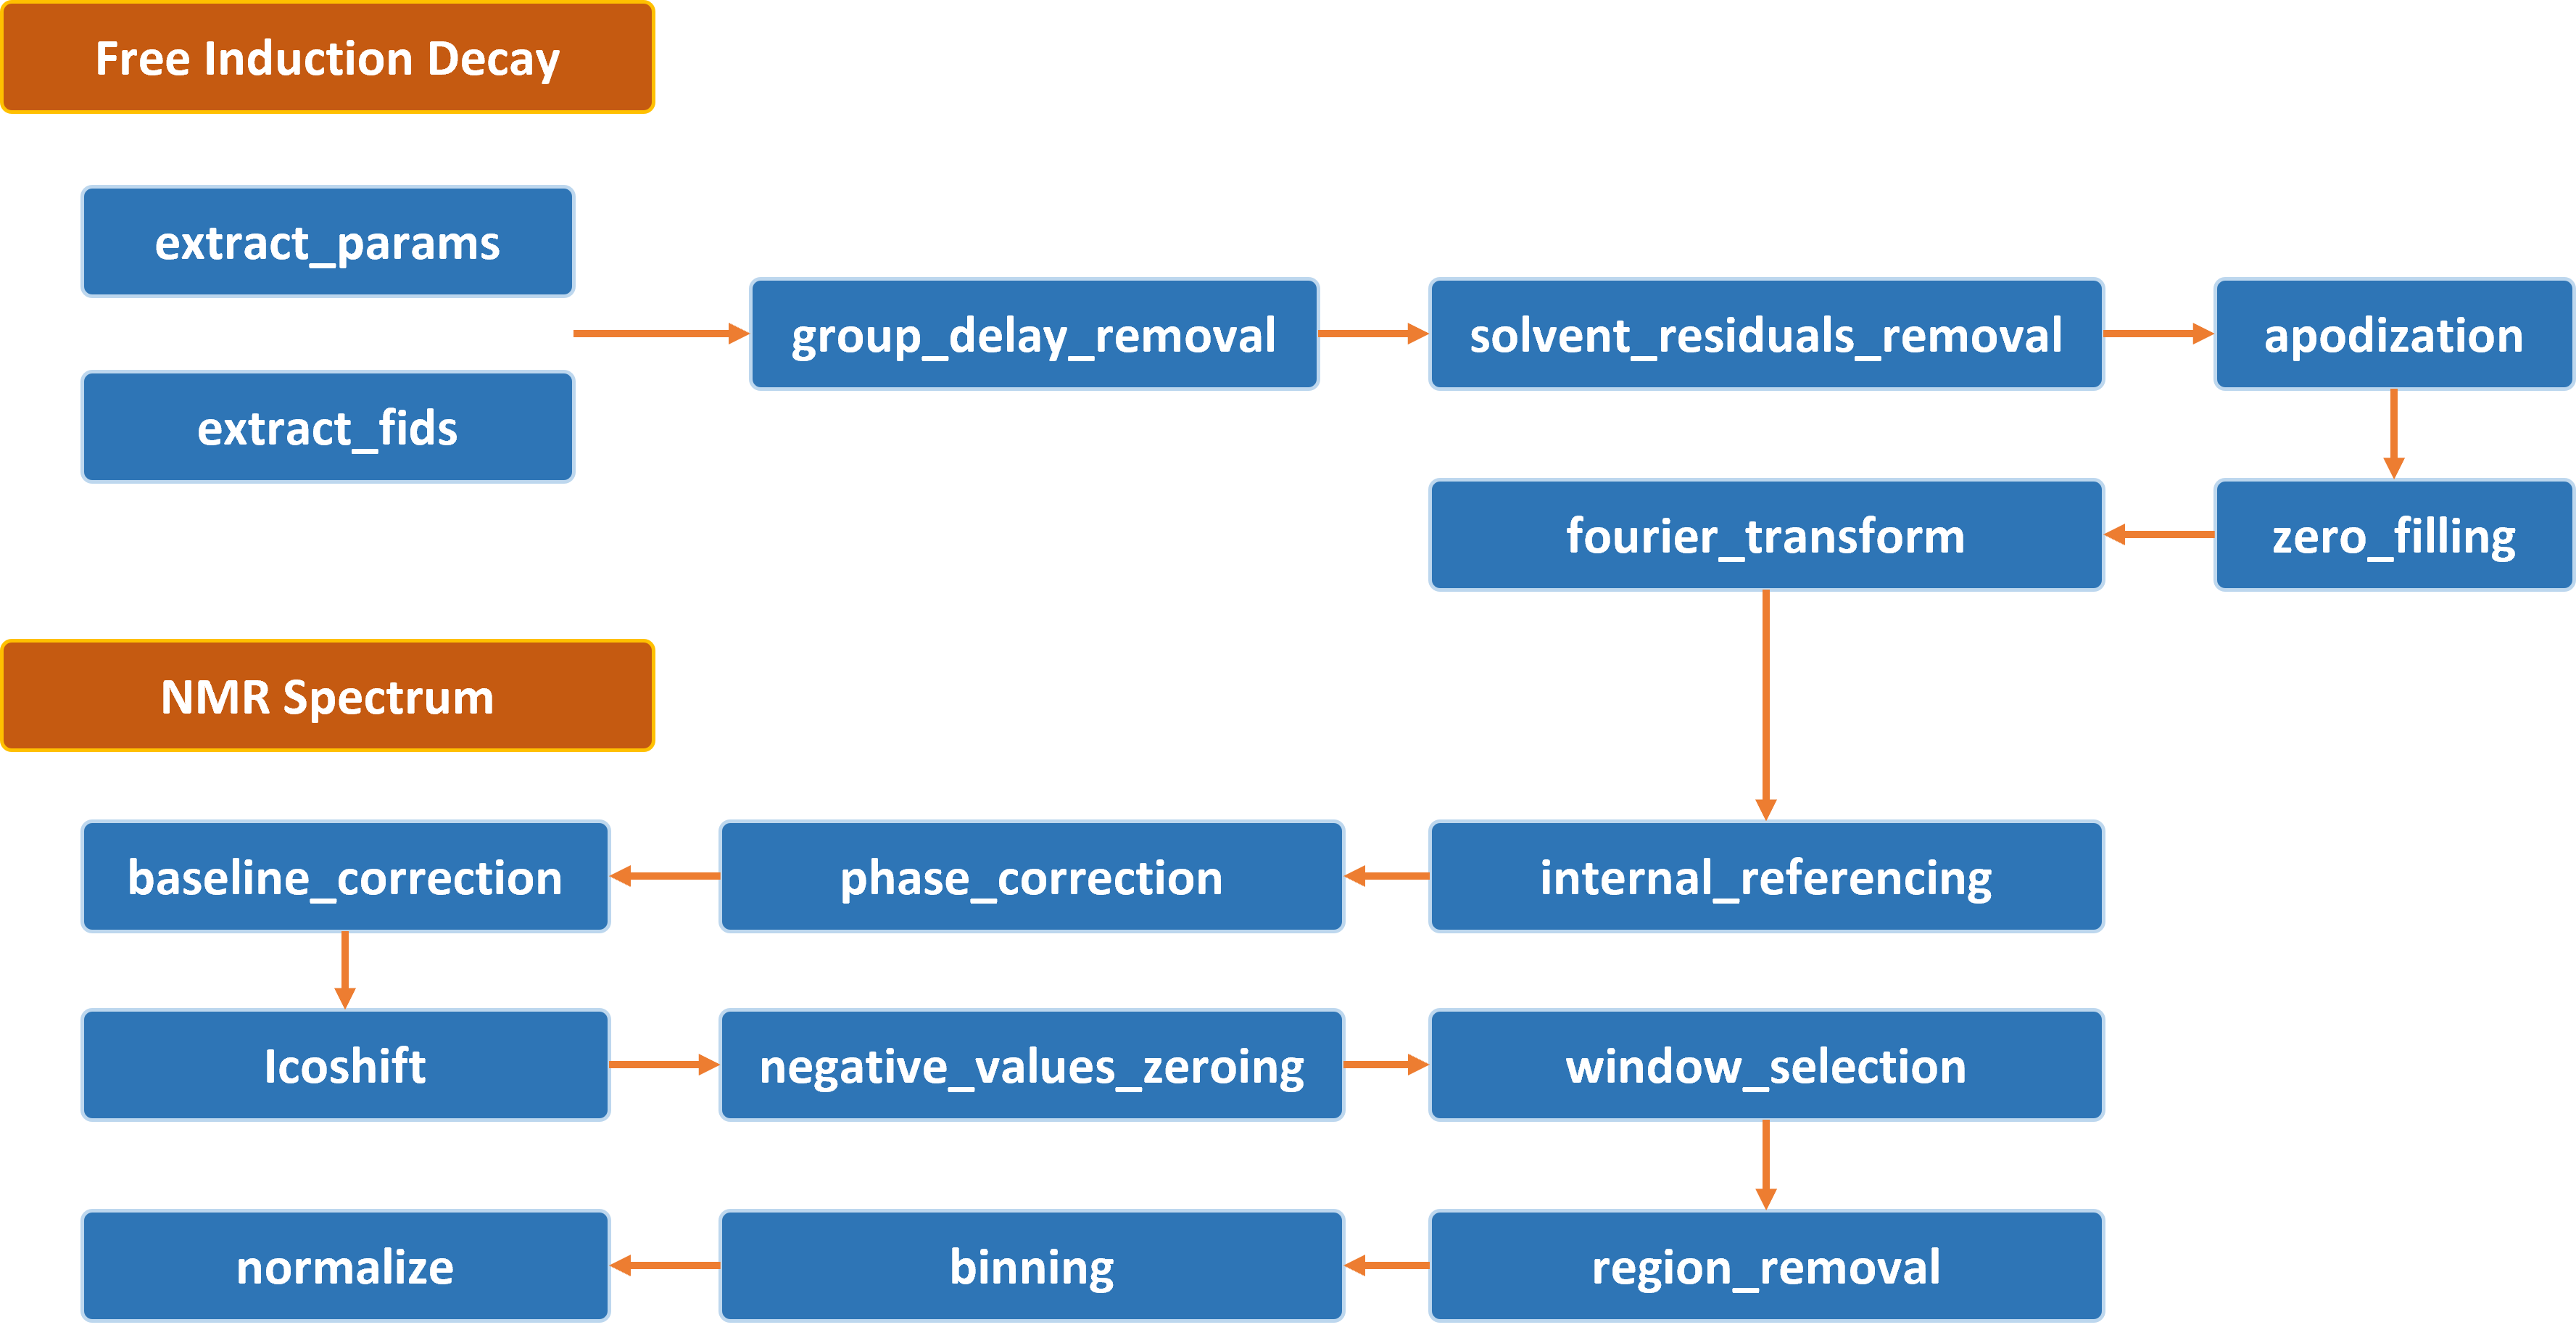 Free Induction Decay
extract_params
extract_fids
group_delay_removal
solvent_residuals_removal
apodization
zero_filling
fourier_transform
NMR Spectrum
internal_referencing
phase_correction
baseline_correction
Icoshift
negative_values_zeroing
window_selection
region_removal
binning
normalize